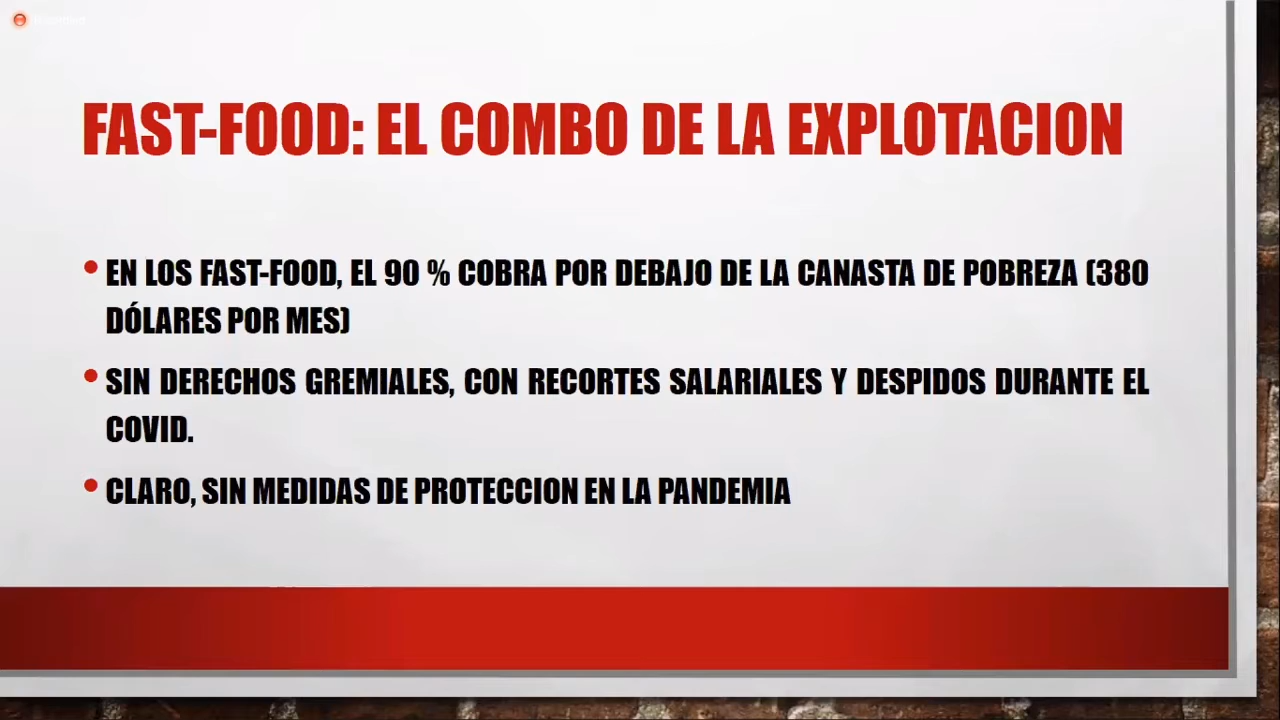 FAST-FOOD: EL COMBO DE LA EXPLOTACION
• EN LOS FAST-FOOD, EL 90 % COBRA POR DEBAJO DE LA CANASTA DE POBREZA (380
DÓLARES POR MES)
• SIN DERECHOS GREMIALES, CON RECORTES SALARIALES Y DESPIDOS DURANTE EL
COVID.
• CLARO, SIN MEDIDAS DE PROTECCION EN LA PANDEMIA